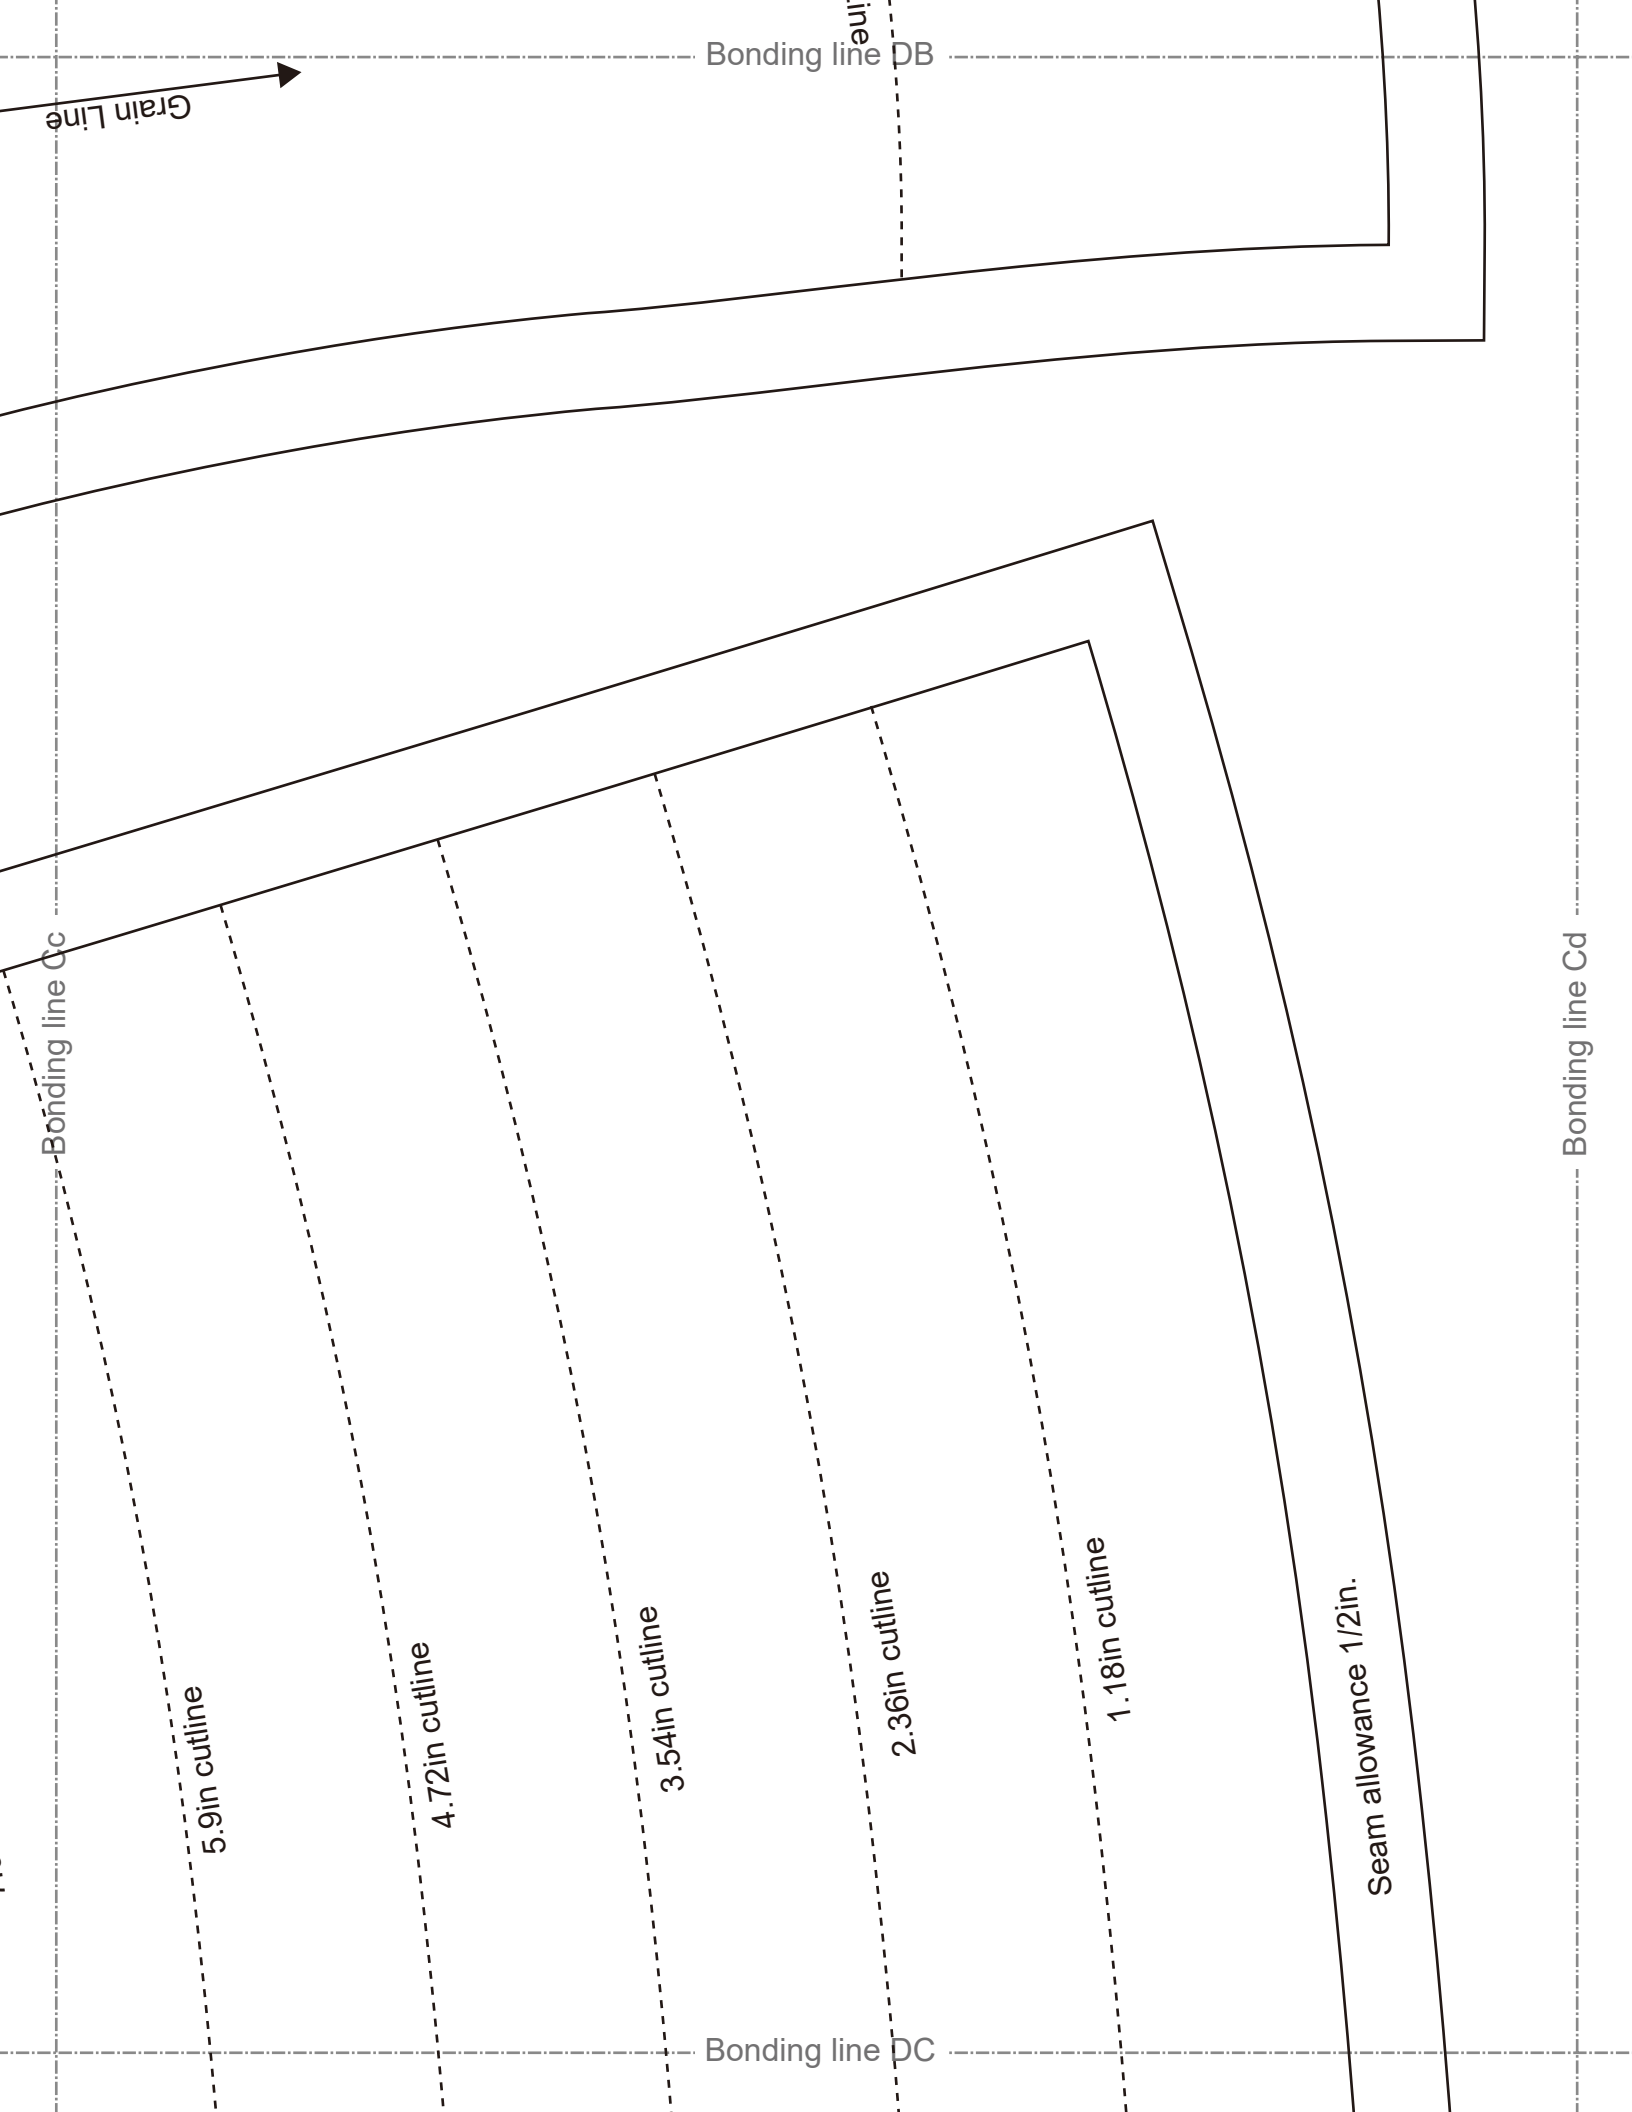 ine
Bonding line DB
Grain Line
Bonding line Cc
Bonding line Cd
1.18in cutline
2.36in cutline
3.54in cutline
4.72in cutline
5.9in cutline
Seam allowance 1/2in.
Bonding line DC